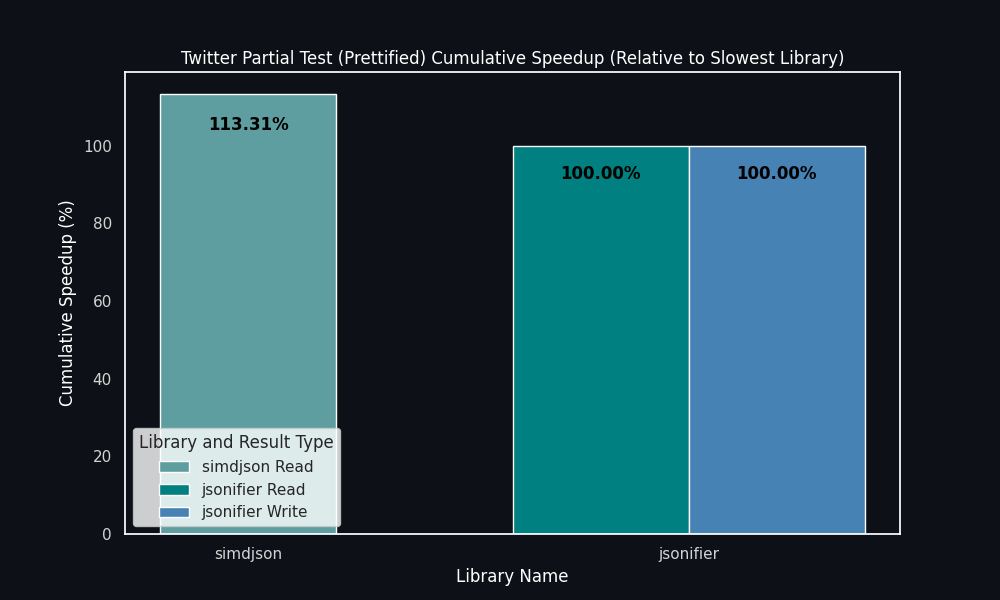 Twitter Partial Test (Prettified) Cumulative Speedup (Relative to Slowest Library)
Cumulative Speedup (%)
100
80
60
40
20
0
113.31%
100.00%
100.00%
Library and Result Type
simdjson Read
jsonifier Read
jsonifier Write
simdjson
jsonifier
Library Name